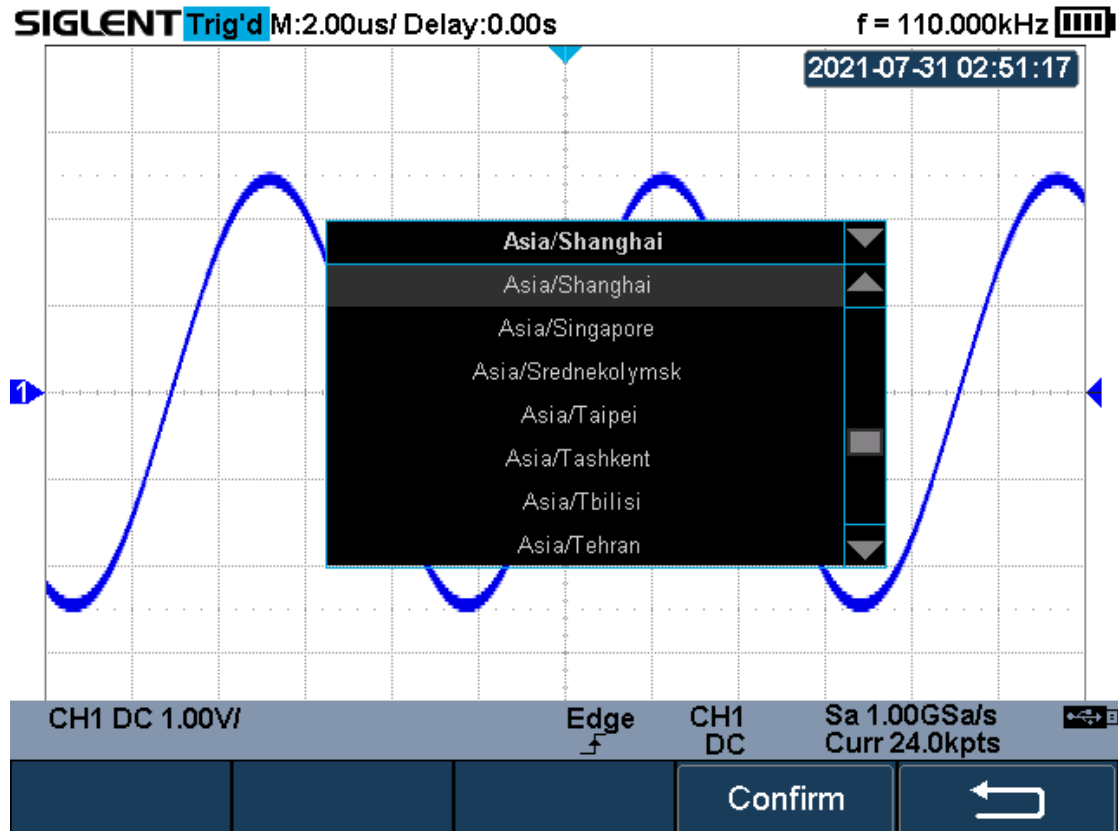 SIGLENT Trig'd M:2.00us/ Delay:0.00s f = 110.000kHz
2021-07-31 02:51:17
Asia/Shanghai
Asia/Shanghai
Asia/Singapore
Asia/Srednekolymsk
1
Asia/Taipei
Asia/Tashkent
Asia/Tbilisi
Asia/Tehran
CH1 DC 1.00V/ Edge CH1 Sa 1.00GSa/s
DC Curr 24.0kpts
Confirm